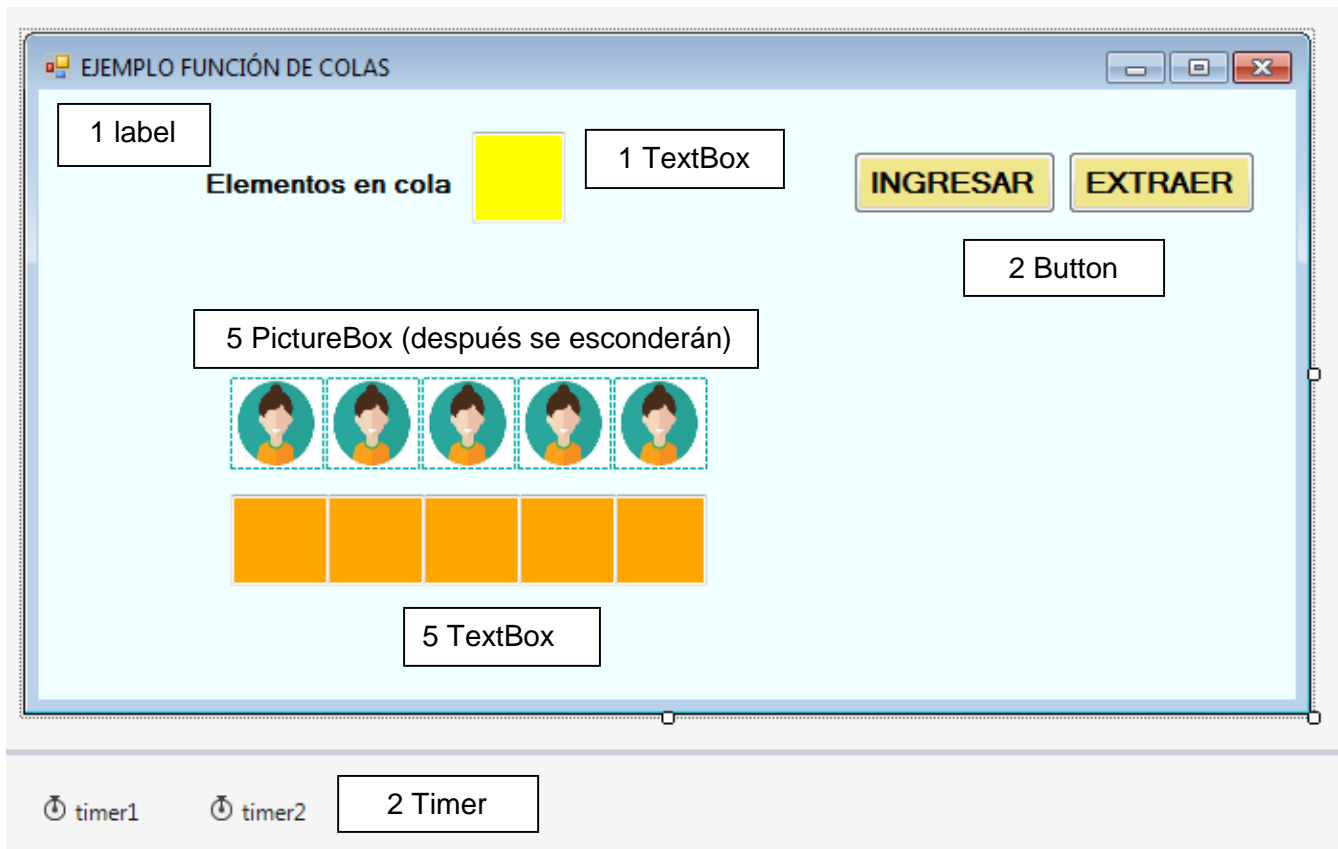 EJEMPLO FUNCIÓN DE COLAS
1 label
1 TextBox
Elementos en cola
INGRESAR
EXTRAER
2 Button
5 PictureBox (después se esconderán)
5 TextBox
timer1
timer2
2 Timer